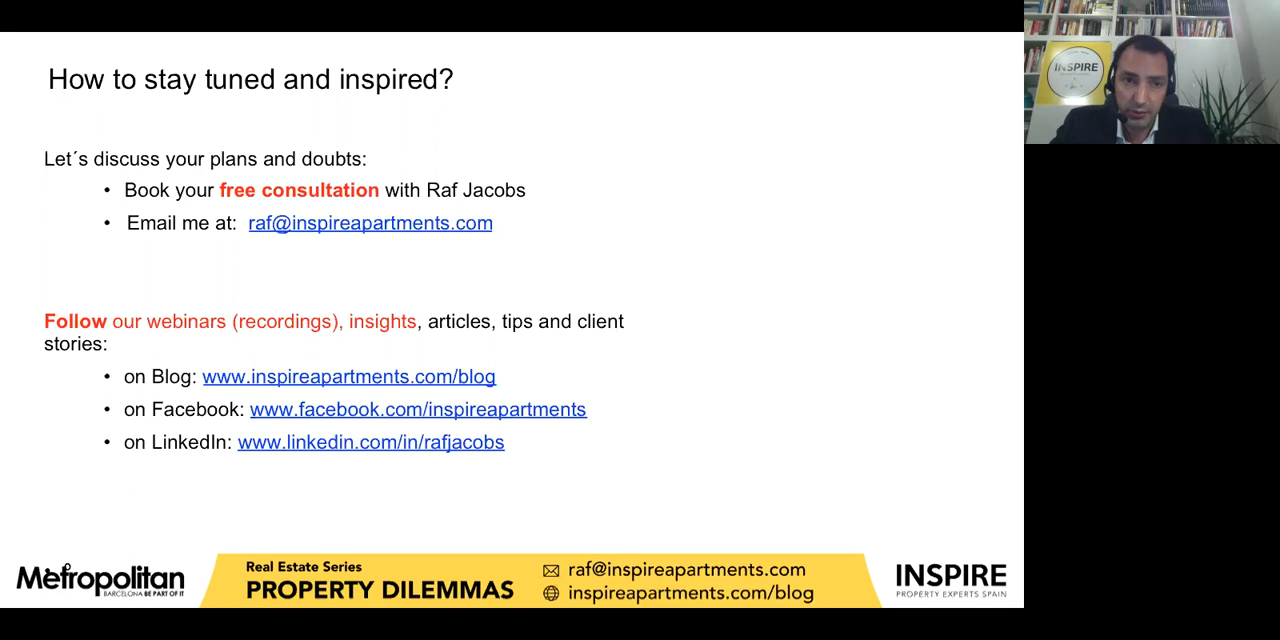 How to stay tuned and inspired?
Let´s discuss your plans and doubts:
• Book your free consultation with Raf Jacobs
• Email me at: raf@inspireapartments.com
Follow our webinars (recordings), insights, articles, tips and client
stories:
• on Blog: www.inspireapartments.com/blog
• on Facebook: www.facebook.com/inspireapartments
• on LinkedIn: www.linkedin.com/in/rafjacobs
Metropolitan
BARCELONA BE PART OF IT
Real Estate Series
PROPERTY DILEMMAS
raf@inspireapartments.com
inspireapartments.com/blog
INSPIRE
PROPERTY EXPERTS SPAIN
INSPIRE